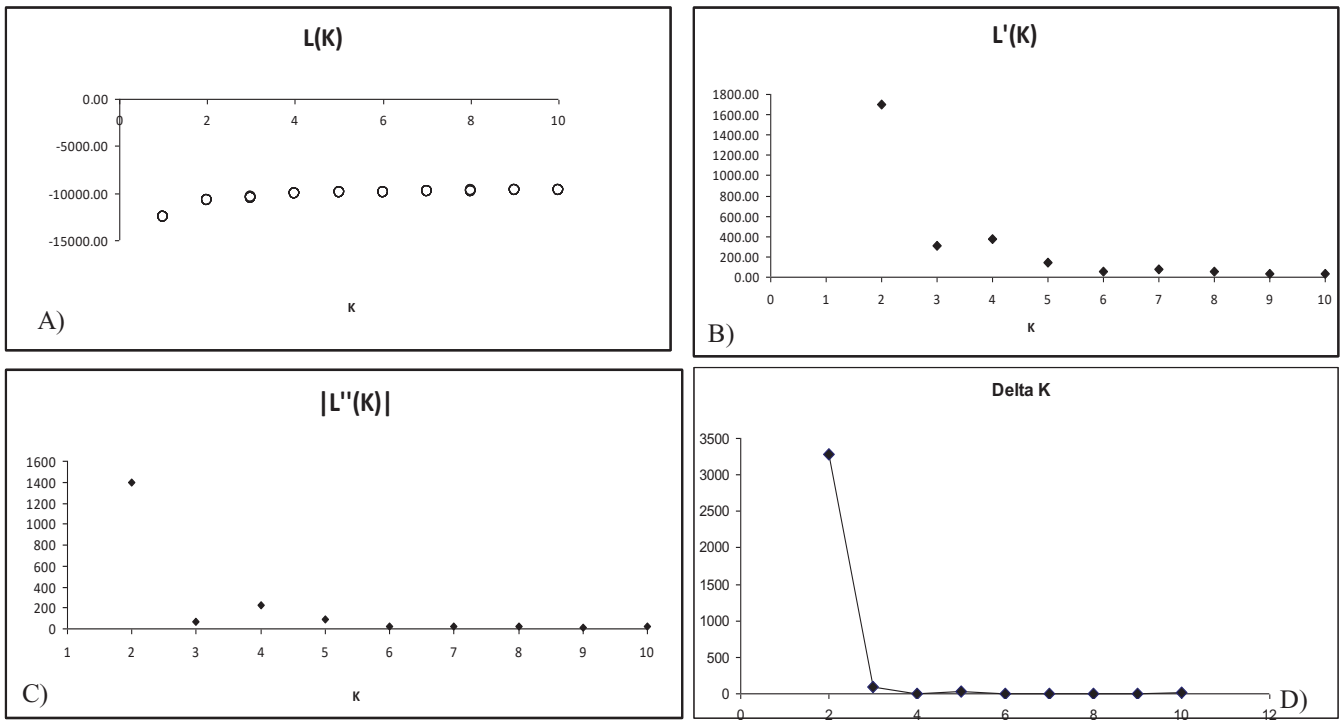 L(K)
0.00
0 2 4 6 8 10
-5000.00
-10000.00
-15000.00
K
A)
L'(K)
1800.00
1600.00
1400.00
1200.00
1000.00
800.00
600.00
400.00
200.00
0.00
0 1 2 3 4 5 6 7 8 9 10
K
B)
|L''(K)|
1600
1400
1200
1000
800
600
400
200
0
1 2 3 4 5 6 7 8 9 10
K
C)
Delta K
3500
3000
2500
2000
1500
1000
500
0
0 2 4 6 8 10 12
D)